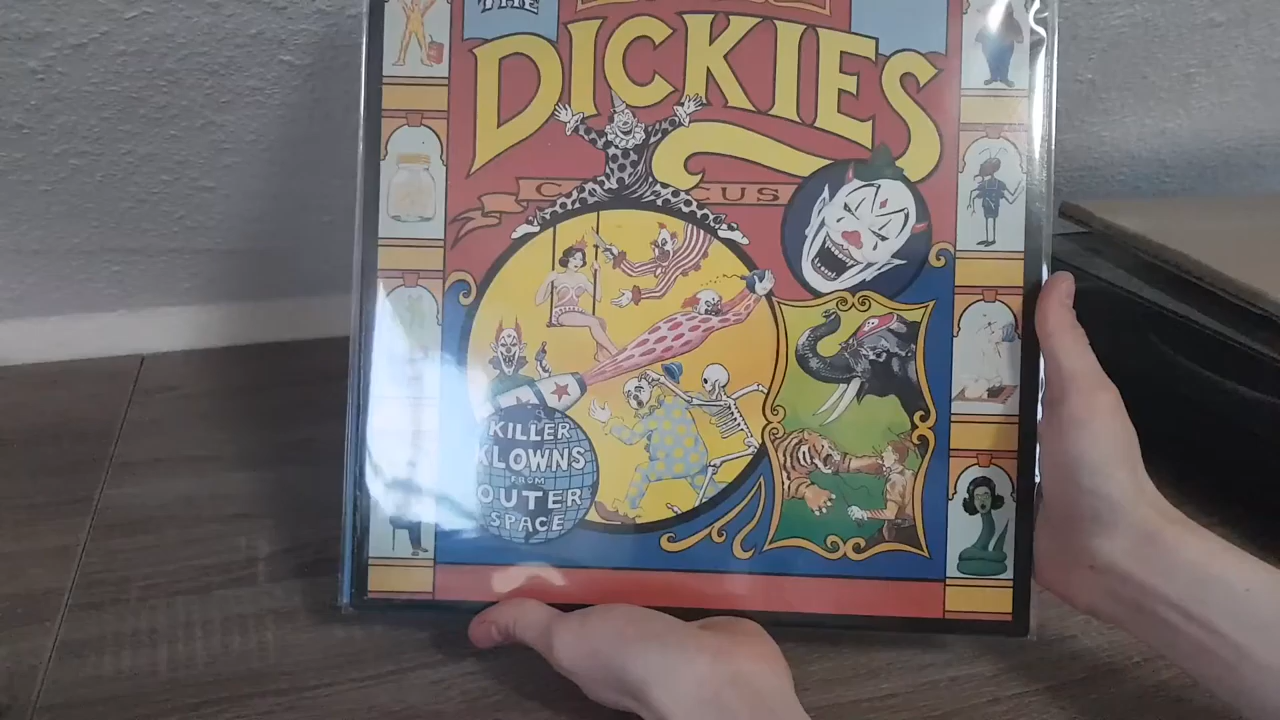 THE
DICKIES
KILLER
KLOWNS
FROM
OUTER
SPACE